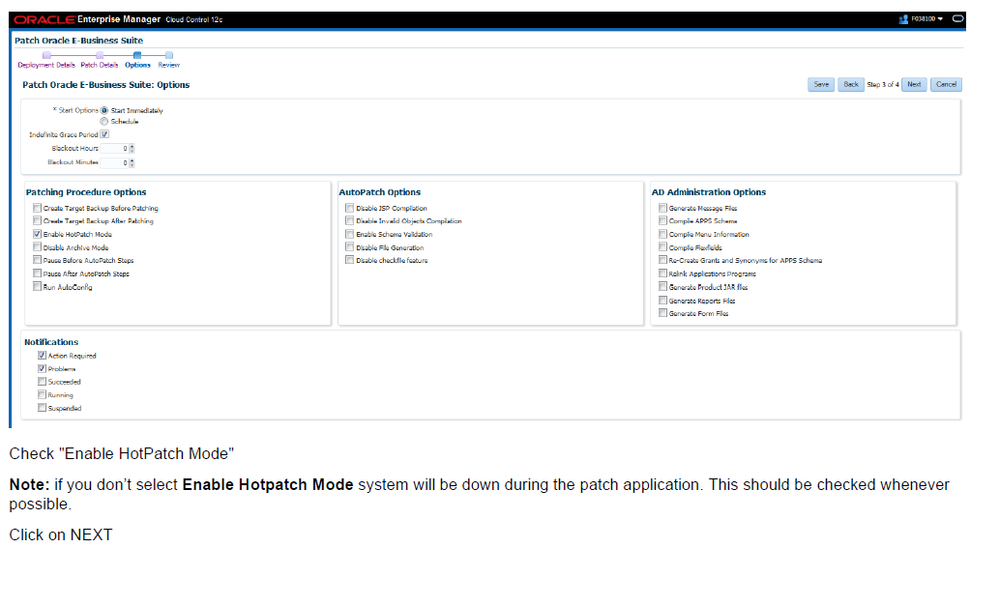 ORACLE Enterprise Manager Cloud Control 12c
F038100
Patch Oracle E-Business Suite
Deployment Details Patch Details Options Review
Patch Oracle E-Business Suite: Options
Save Back Step 3 of 4 Next Cancel
* Start Options Start Immediately
Schedule
Indefinite Grace Period
Blackout Hours 0
Blackout Minutes 0
Patching Procedure Options
Create Target Backup Before Patching
Create Target Backup After Patching
Enable HotPatch Mode
Disable Archive Mode
Pause Before AutoPatch Steps
Pause After AutoPatch Steps
Run AutoConfig
AutoPatch Options
Disable JSP Compilation
Disable Invalid Objects Compilation
Enable Schema Validation
Disable File Generation
Disable checkfile feature
AD Administration Options
Generate Message Files
Compile APPS Schema
Compile Menu Information
Compile Flexfields
Re-Create Grants and Synonyms for APPS Schema
Relink Applications Programs
Generate Product JAR files
Generate Reports Files
Generate Form Files
Notifications
Action Required
Problems
Succeeded
Running
Suspended
Check "Enable HotPatch Mode"
Note: if you don’t select Enable Hotpatch Mode system will be down during the patch application. This should be checked whenever
possible.
Click on NEXT